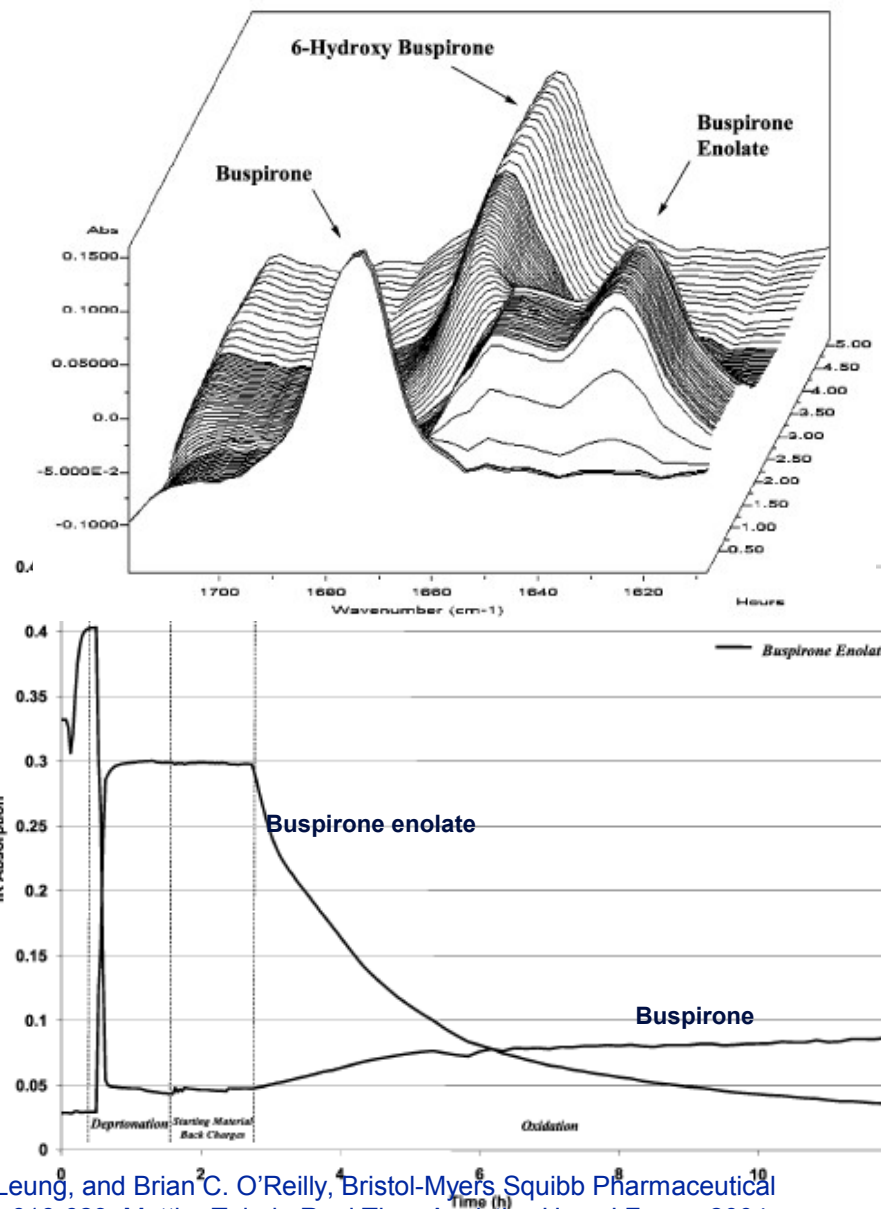 6-Hydroxy Buspirone
Buspirone
Enolate
Buspirone
Abs
0.1500
0.1000
0.05000
0.0
-5.000E-2
-0.1000
5.00
4.50
4.00
3.50
3.00
2.50
2.00
1.50
1.00
0.50
1700 1680 1660 1640 1620
Wavenumber (cm-1)
Hours
0.4
Buspirone Enolat
0.35
0.3
0.25
0.2
0.15
0.1
0.05
0
Buspirone enolate
Buspirone
Deprtonation
Starting Material
Back Charges
Oxidation
0 2 4 6 8 10
Time (h)
Leung, and Brian C. O'Reilly, Bristol-Myers Squibb Pharmaceutical